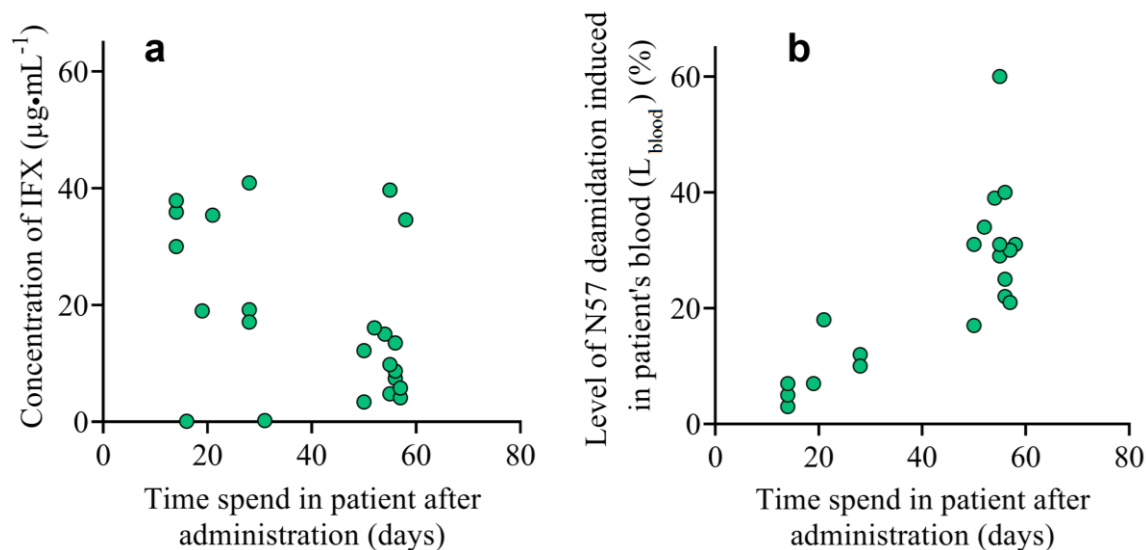 a
Concentration of IFX (µg•mL⁻¹)
60
40
20
0
0 20 40 60 80
Time spend in patient after
administration (days)
b
Level of N57 deamidation induced
in patient's blood (L_blood) (%)
60
40
20
0
0 20 40 60 80
Time spend in patient after
administration (days)